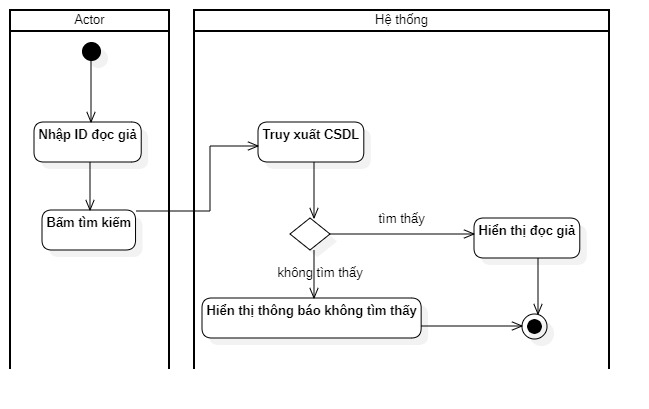 Actor
Hệ thống
Nhập ID đọc giả
Truy xuất CSDL
Bấm tìm kiếm
tìm thấy
Hiển thị đọc giả
không tìm thấy
Hiển thị thông báo không tìm thấy